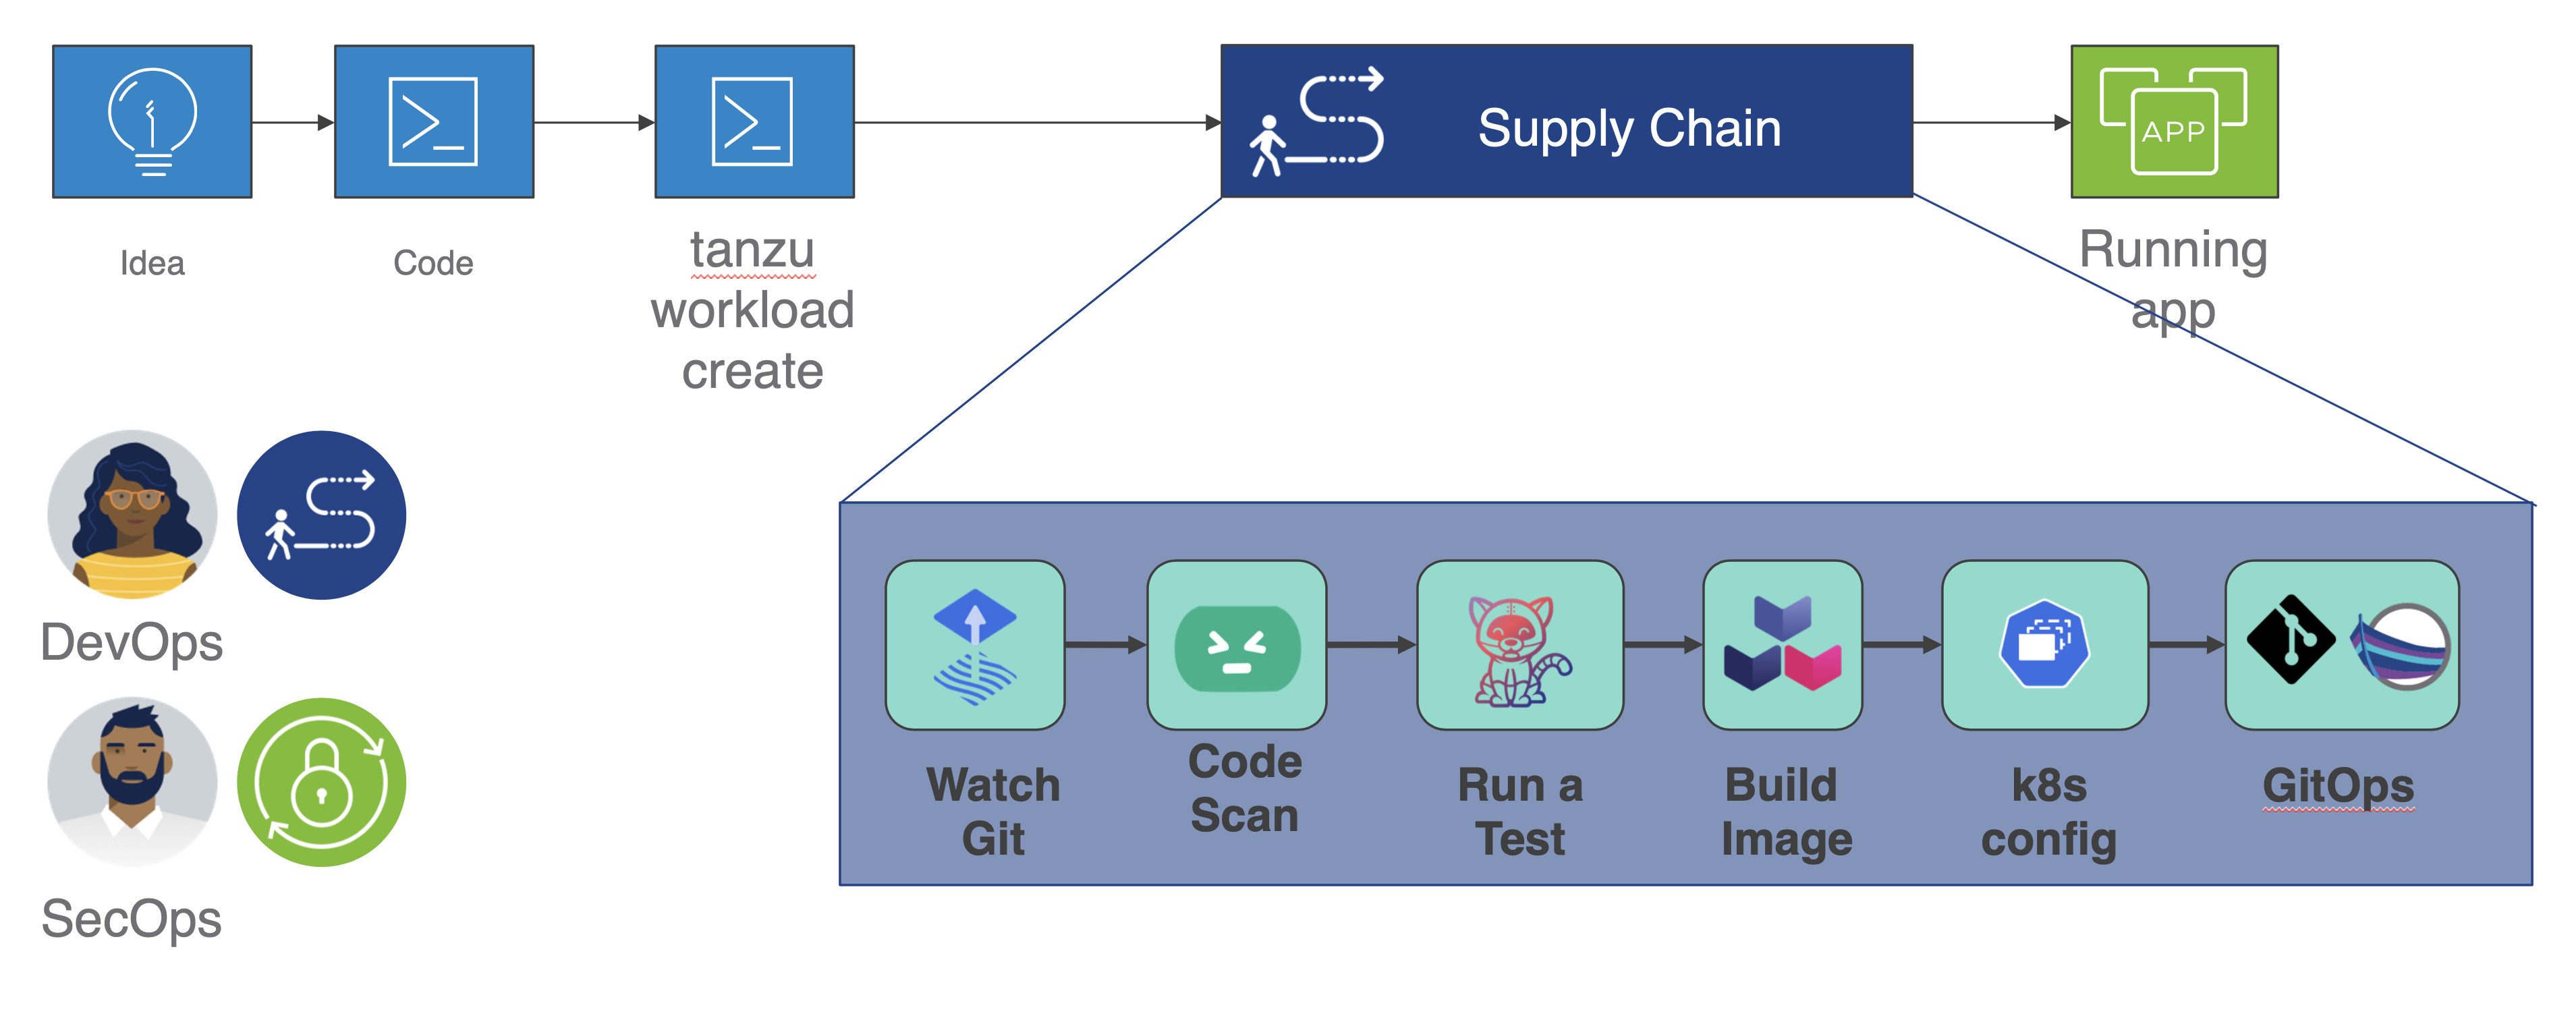 Supply Chain
APP
Idea
Code
tanzu
workload
create
Running
app
DevOps
SecOps
Watch
Git
Code
Scan
Run a
Test
Build
Image
k8s
config
GitOps